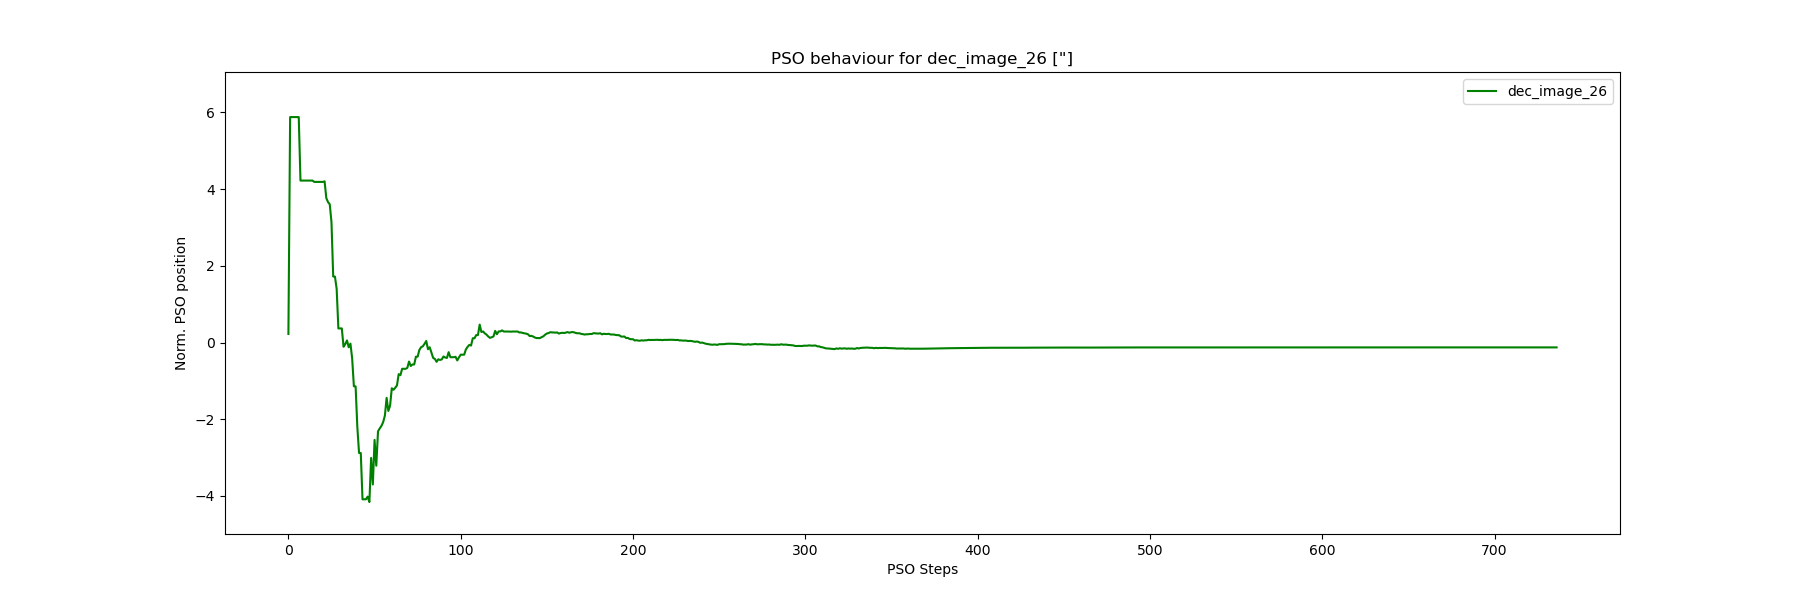 PSO behaviour for dec_image_26 ["]
dec_image_26
6
4
2
0
−2
−4
Norm. PSO position
0 100 200 300 400 500 600 700
PSO Steps